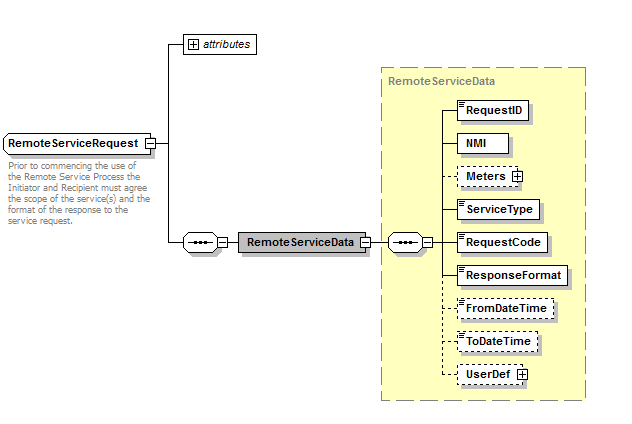 attributes
RemoteServiceData
RequestID
RemoteServiceRequest
NMI
Prior to commencing the use of
the Remote Service Process the
Initiator and Recipient must agree
the scope of the service(s) and the
format of the response to the
service request.
Meters
ServiceType
RemoteServiceData
RequestCode
ResponseFormat
FromDateTime
ToDateTime
UserDef